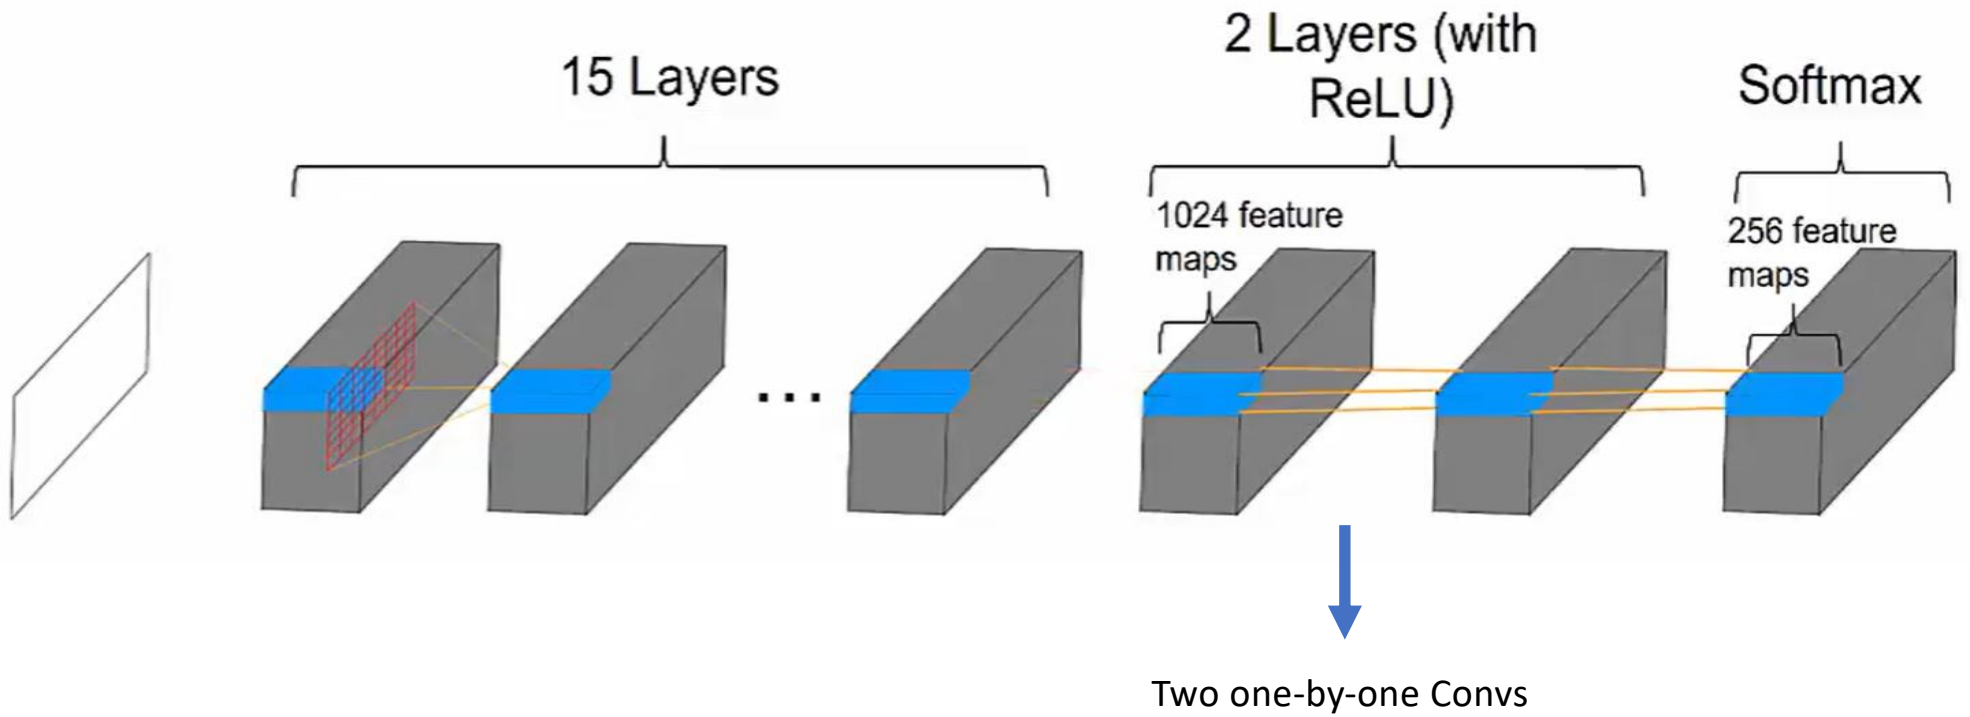 15 Layers
2 Layers (with
ReLU)
Softmax
1024 feature
maps
256 feature
maps
...
Two one-by-one Convs